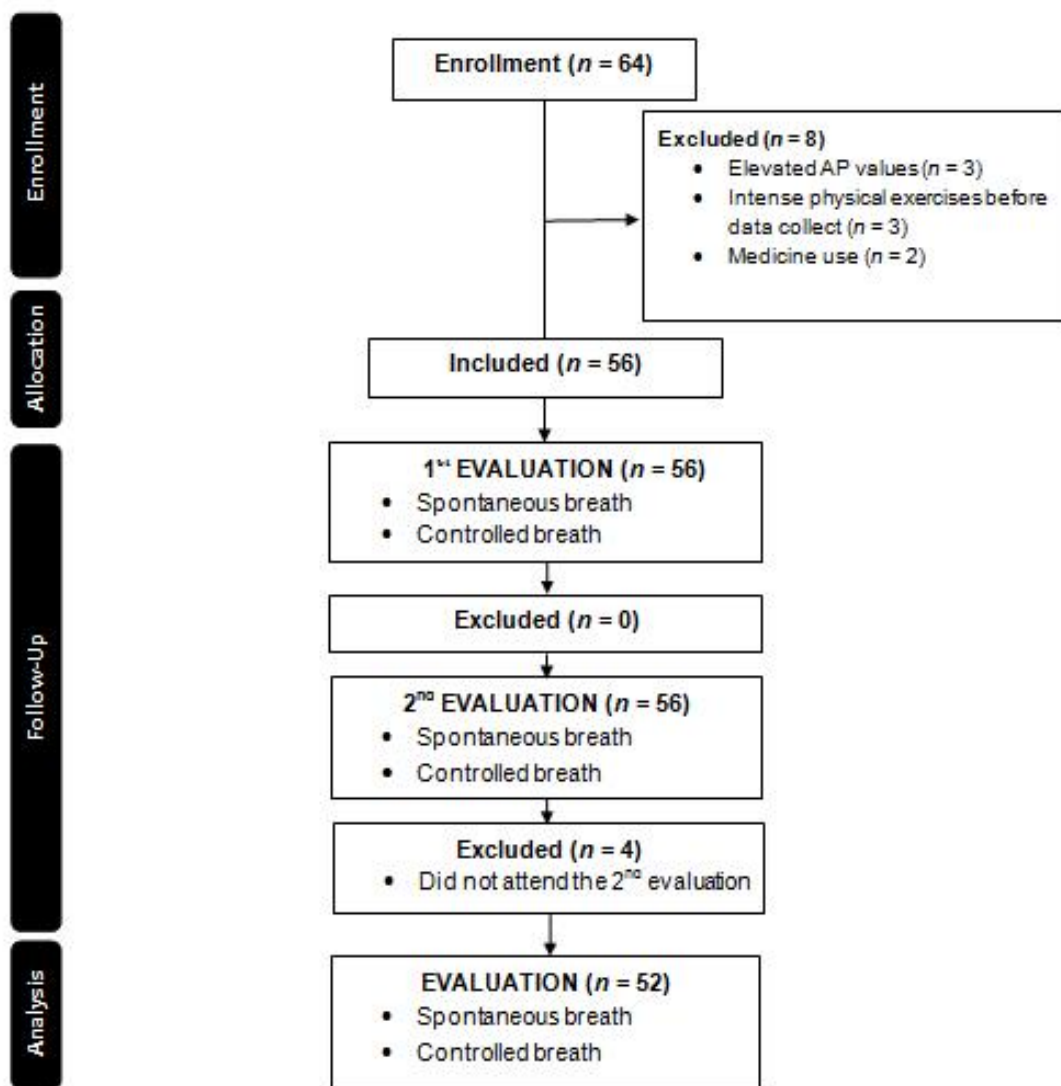 Enrollment
Enrollment (n = 64)
Excluded (n = 8)
• Elevated AP values (n = 3)
• Intense physical exercises before
data collect (n = 3)
• Medicine use (n = 2)
Allocation
Included (n = 56)
Follow-Up
1st EVALUATION (n = 56)
• Spontaneous breath
• Controlled breath
Excluded (n = 0)
2nd EVALUATION (n = 56)
• Spontaneous breath
• Controlled breath
Excluded (n = 4)
• Did not attend the 2nd evaluation
Analysis
EVALUATION (n = 52)
• Spontaneous breath
• Controlled breath